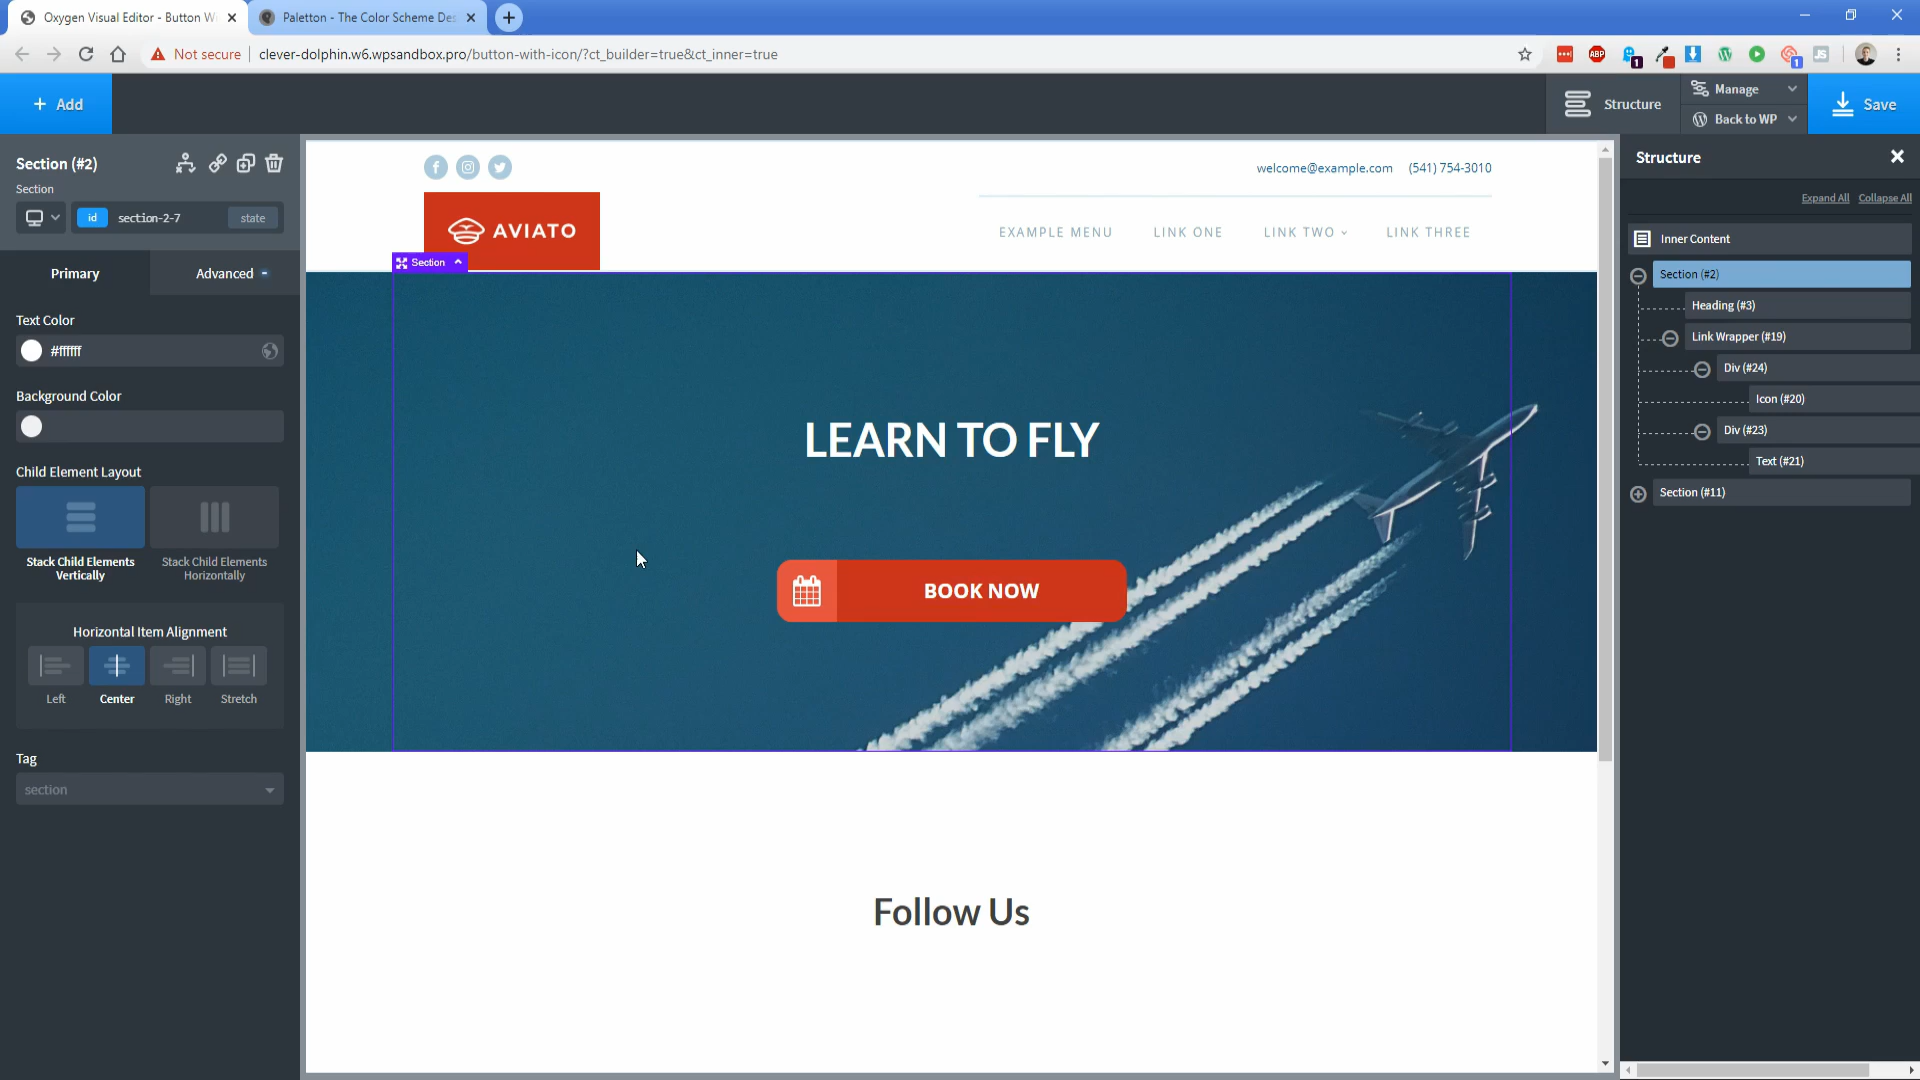 Oxygen Visual Editor - Button W
Paletton - The Color Scheme Des
Not secure
clever-dolphin.w6.wpsandbox.pro/button-with-icon/?ct_builder=true&ct_inner=true
ABP
1
1
JS
+ Add
Structure
Manage
Back to WP
Save
Section (#2)
Section
id
section-2-7
state
Primary
Advanced
Text Color
#ffffff
Background Color
Child Element Layout
Stack Child Elements Vertically
Stack Child Elements Horizontally
Horizontal Item Alignment
Left
Center
Right
Stretch
Tag
section
welcome@example.com
(541) 754-3010
AVIATO
EXAMPLE MENU
LINK ONE
LINK TWO
LINK THREE
Section
LEARN TO FLY
BOOK NOW
Follow Us
Structure
Expand All
Collapse All
Inner Content
Section (#2)
Heading (#3)
Link Wrapper (#19)
Div (#24)
Icon (#20)
Div (#23)
Text (#21)
Section (#11)